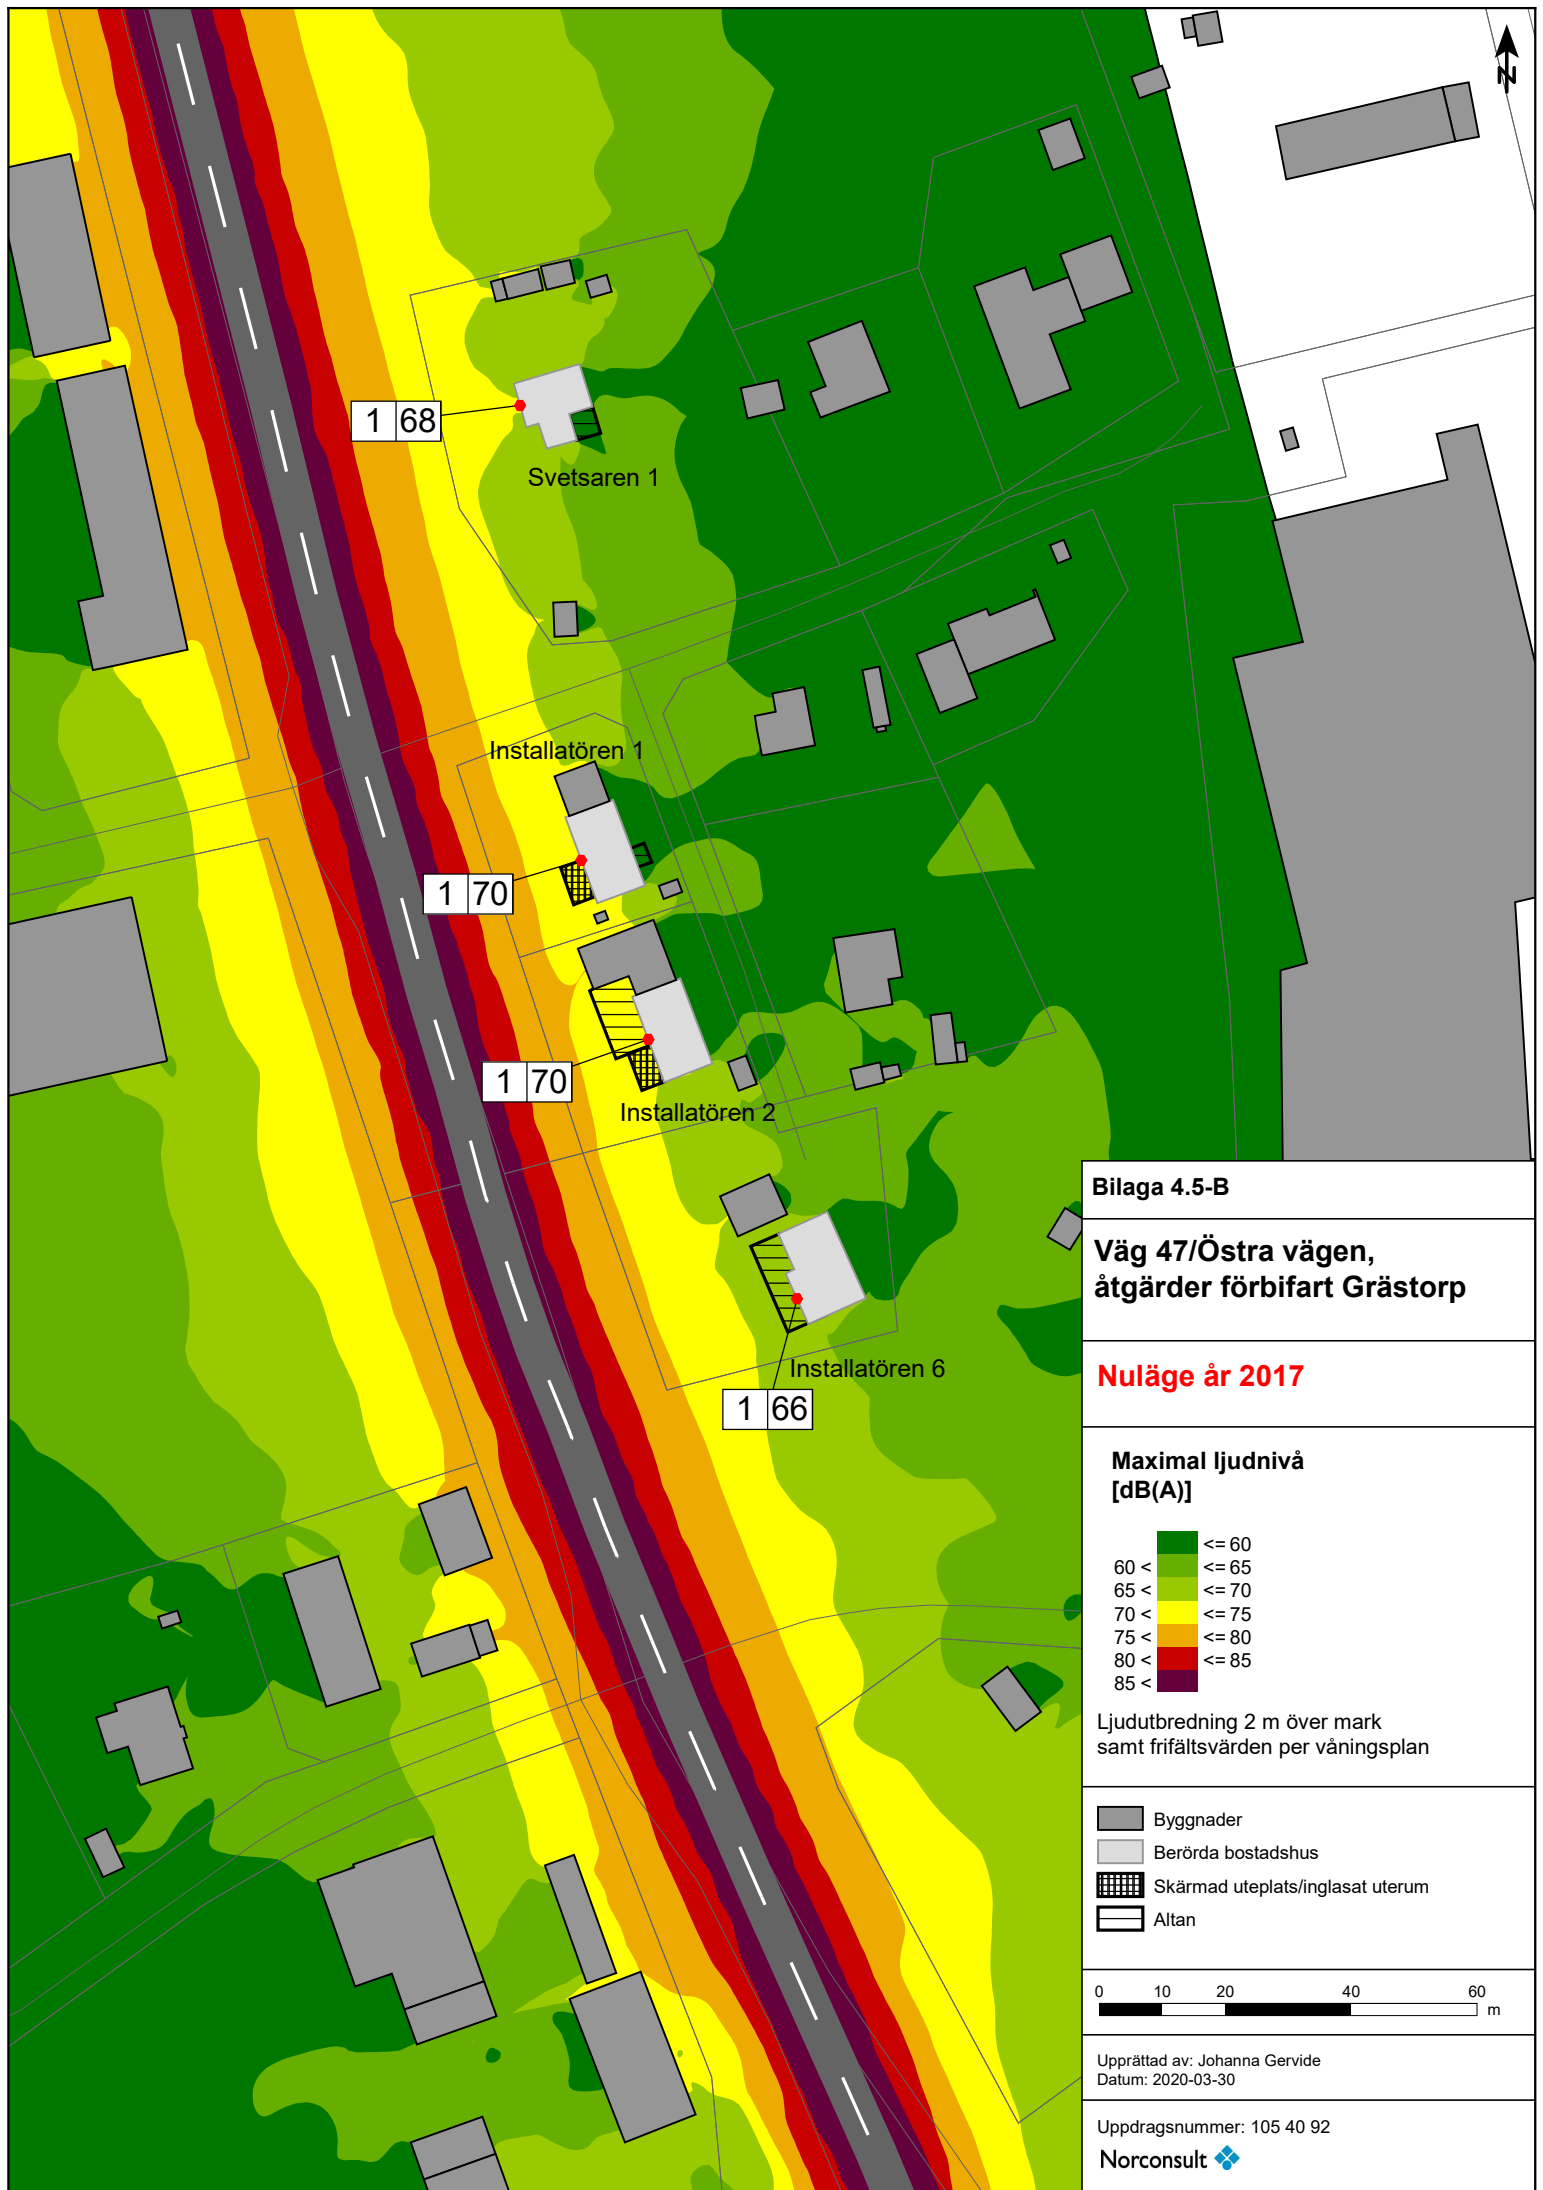 N
1 68
Svetsaren 1
Installatören 1
1 70
1 70
Installatören 2
Installatören 6
1 66
Bilaga 4.5-B
Väg 47/Östra vägen,
åtgärder förbifart Grästorp
Nuläge år 2017
Maximal ljudnivå
[dB(A)]
<= 60
60 < <= 65
65 < <= 70
70 < <= 75
75 < <= 80
80 < <= 85
85 <
Ljudutbredning 2 m över mark
samt frifältsvärden per våningsplan
Byggnader
Berörda bostadshus
Skärmad uteplats/inglasat uterum
Altan
0 10 20 40 60
m
Upprättad av: Johanna Gervide
Datum: 2020-03-30
Uppdragsnummer: 105 40 92
Norconsult